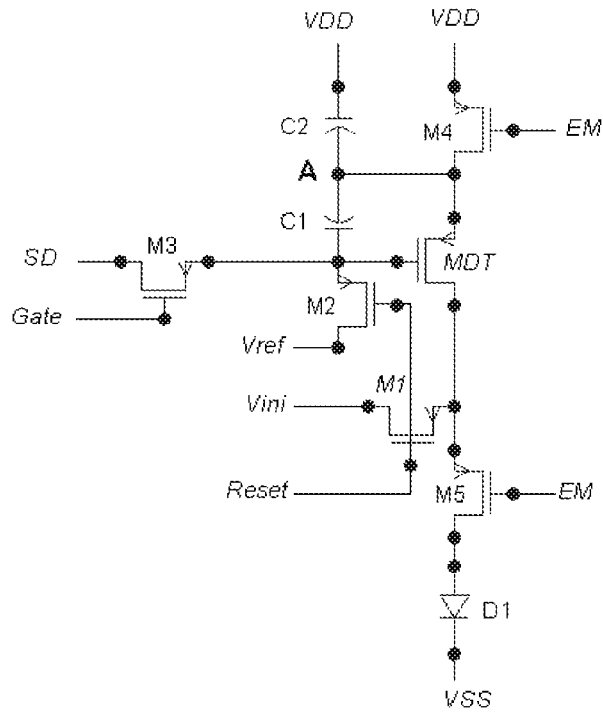 VDD
VDD
C2
M4
EM
A
C1
M3
SD
MDT
Gate
M2
Vref
M1
Vini
Reset
M5
EM
D1
VSS